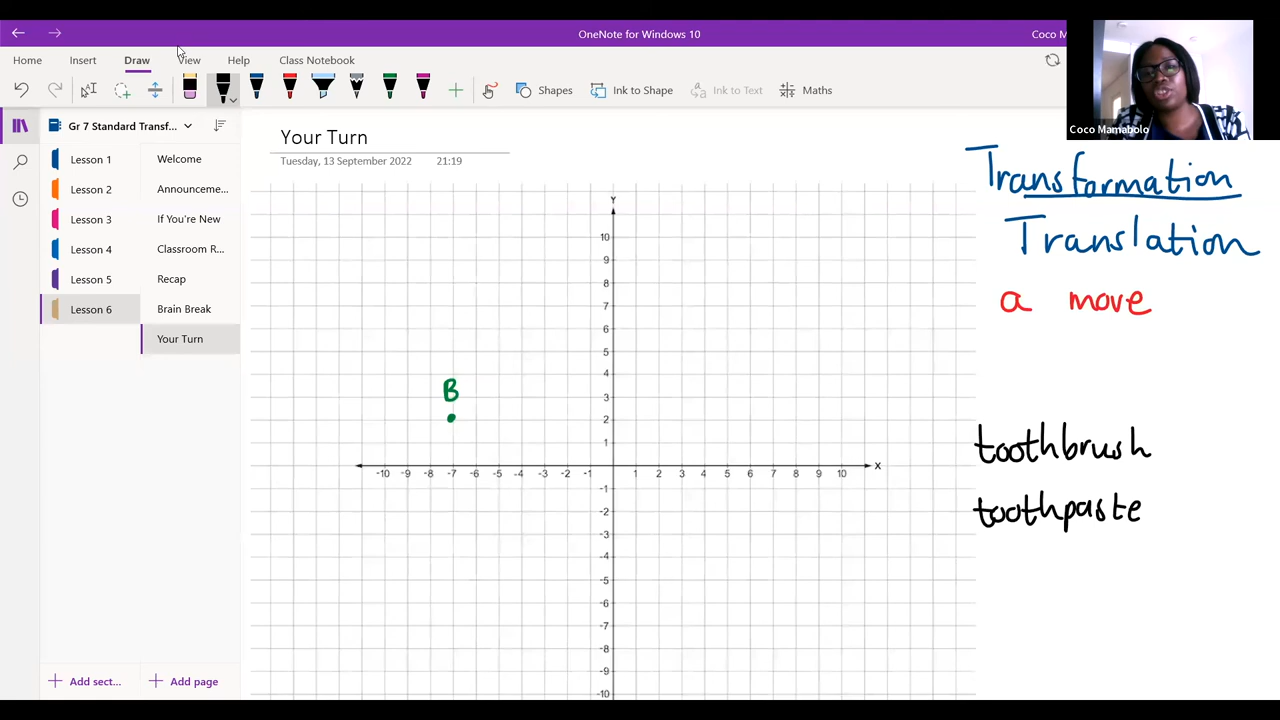 OneNote for Windows 10
Coco M
Home Insert Draw View Help Class Notebook
Shapes Ink to Shape Ink to Text Maths
Coco Mamabolo
Gr 7 Standard Transf...
Your Turn
Tuesday, 13 September 2022 21:19
Lesson 1 Welcome
Lesson 2 Announceme...
Lesson 3 If You're New
Lesson 4 Classroom R...
Lesson 5 Recap
Lesson 6 Brain Break
Your Turn
Transformation
Translation
a move
toothbrush
toothpaste
B
Y
10
9
8
7
6
5
4
3
2
1
-10 -9 -8 -7 -6 -5 -4 -3 -2 -1 1 2 3 4 5 6 7 8 9 10 X
-1
-2
-3
-4
-5
-6
-7
-8
-9
-10
Add sect... Add page